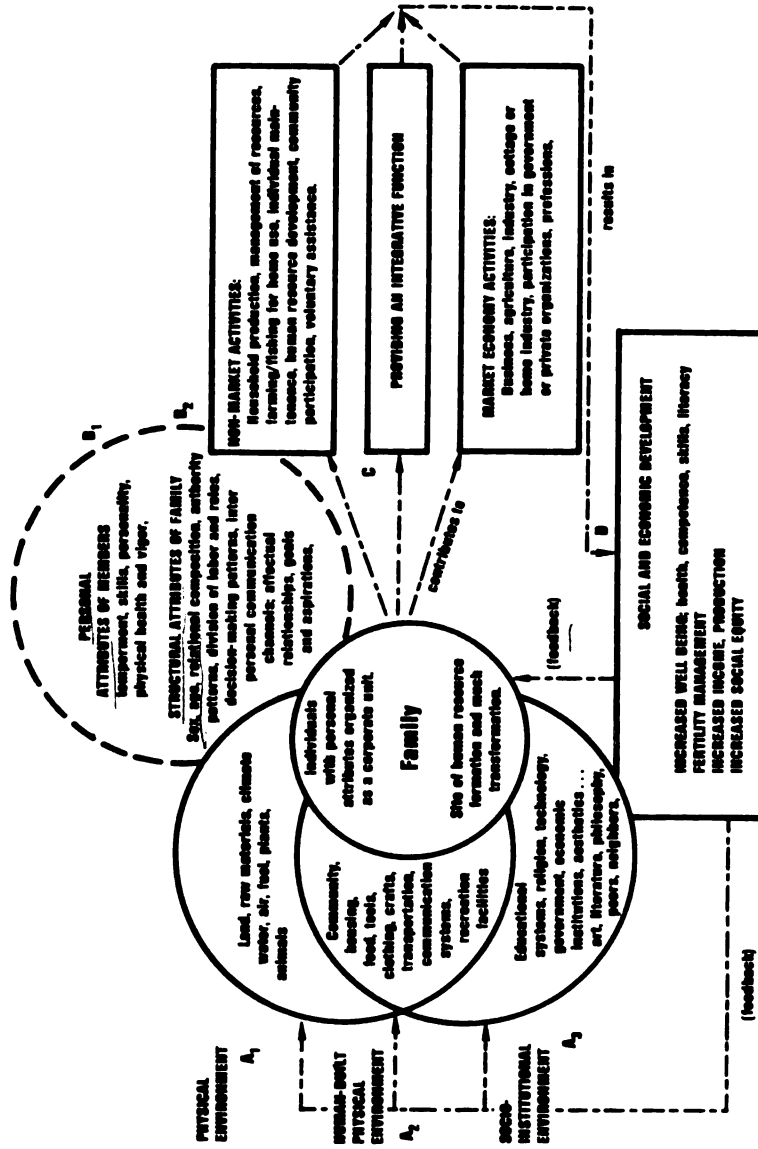 PHYSICAL
ENVIRONMENT
A1
HUMAN-BUILT
PHYSICAL
ENVIRONMENT
A2
SOCIO-
INSTITUTIONAL
ENVIRONMENT
A3
Land, raw materials, climate
water, air, fuel, plants,
animals
Community,
housing,
food, tools,
clothing, crafts,
transportation,
communication
systems,
recreation
facilities
Educational
systems, religion, technology,
government, economic
institutions, aesthetics...
art, literature, philosophy,
peers, neighbors,
Individuals
with personal
attributes organized
as a corporate unit.
Family
Site of human resource
formation and much
transformation.
PERSONAL
ATTRIBUTES OF MEMBERS
temperment, skills, personality,
physical health and vigor,
STRUCTURAL ATTRIBUTES OF FAMILY
Sex, age, relational composition, authority
patterns, division of labor and roles,
decision-making patterns, inter
personal communication
channels: affectual
relationships, goals
and aspirations,
B1
B2
NON-MARKET ACTIVITIES:
Household production, management of resources,
farming/fishing for home use, individual main-
tenance, human resource development, community
participation, voluntary assistance.
C
PROVIDING AN INTEGRATIVE FUNCTION
MARKET ECONOMY ACTIVITIES:
Business, agriculture, industry, cottage or
home industry, participation in government
or private organizations, professions,
contributes to
results in
(feedback)
D
SOCIAL AND ECONOMIC DEVELOPMENT
INCREASED WELL BEING; health, competence, skills, literacy
FERTILITY MANAGEMENT
INCREASED INCOME, PRODUCTION
INCREASED SOCIAL EQUITY
(feedback)